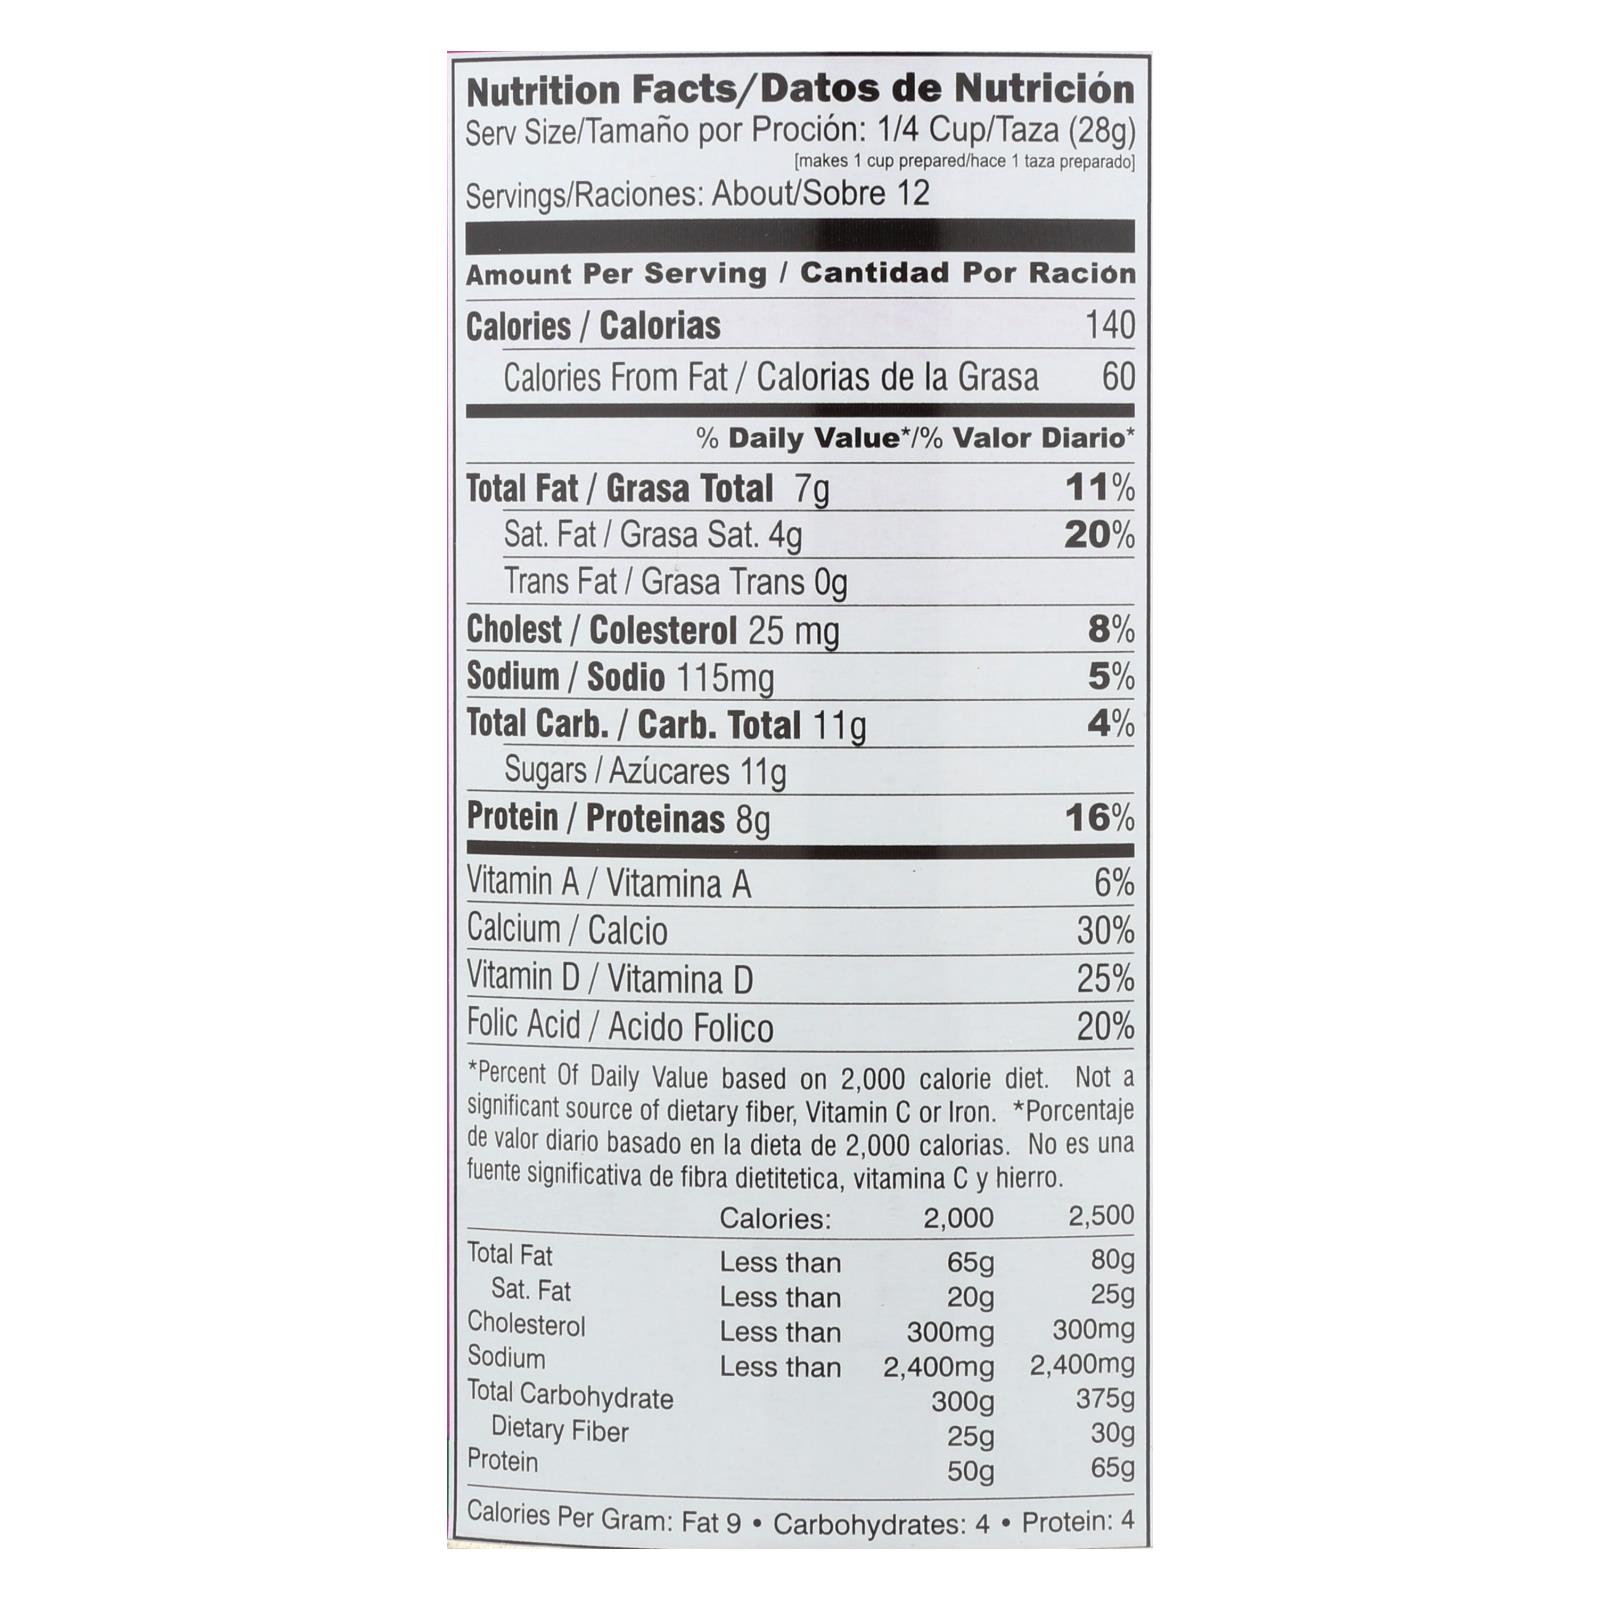 Nutrition Facts/Datos de Nutrición
Serv Size/Tamaño por Proción: 1/4 Cup/Taza (28g)
[makes 1 cup prepared/hace 1 taza preparado]
Servings/Raciones: About/Sobre 12
Amount Per Serving / Cantidad Por Ración
Calories / Calorias 140
Calories From Fat / Calorias de la Grasa 60
% Daily Value*/% Valor Diario*
Total Fat / Grasa Total 7g 11%
Sat. Fat / Grasa Sat. 4g 20%
Trans Fat / Grasa Trans 0g
Cholest / Colesterol 25 mg 8%
Sodium / Sodio 115mg 5%
Total Carb. / Carb. Total 11g 4%
Sugars / Azúcares 11g
Protein / Proteinas 8g 16%
Vitamin A / Vitamina A 6%
Calcium / Calcio 30%
Vitamin D / Vitamina D 25%
Folic Acid / Acido Folico 20%
*Percent Of Daily Value based on 2,000 calorie diet. Not a
significant source of dietary fiber, Vitamin C or Iron. *Porcentaje
de valor diario basado en la dieta de 2,000 calorias. No es una
fuente significativa de fibra dietitetica, vitamina C y hierro.
Calories: 2,000 2,500
Total Fat Less than 65g 80g
Sat. Fat Less than 20g 25g
Cholesterol Less than 300mg 300mg
Sodium Less than 2,400mg 2,400mg
Total Carbohydrate 300g 375g
Dietary Fiber 25g 30g
Protein 50g 65g
Calories Per Gram: Fat 9 • Carbohydrates: 4 • Protein: 4